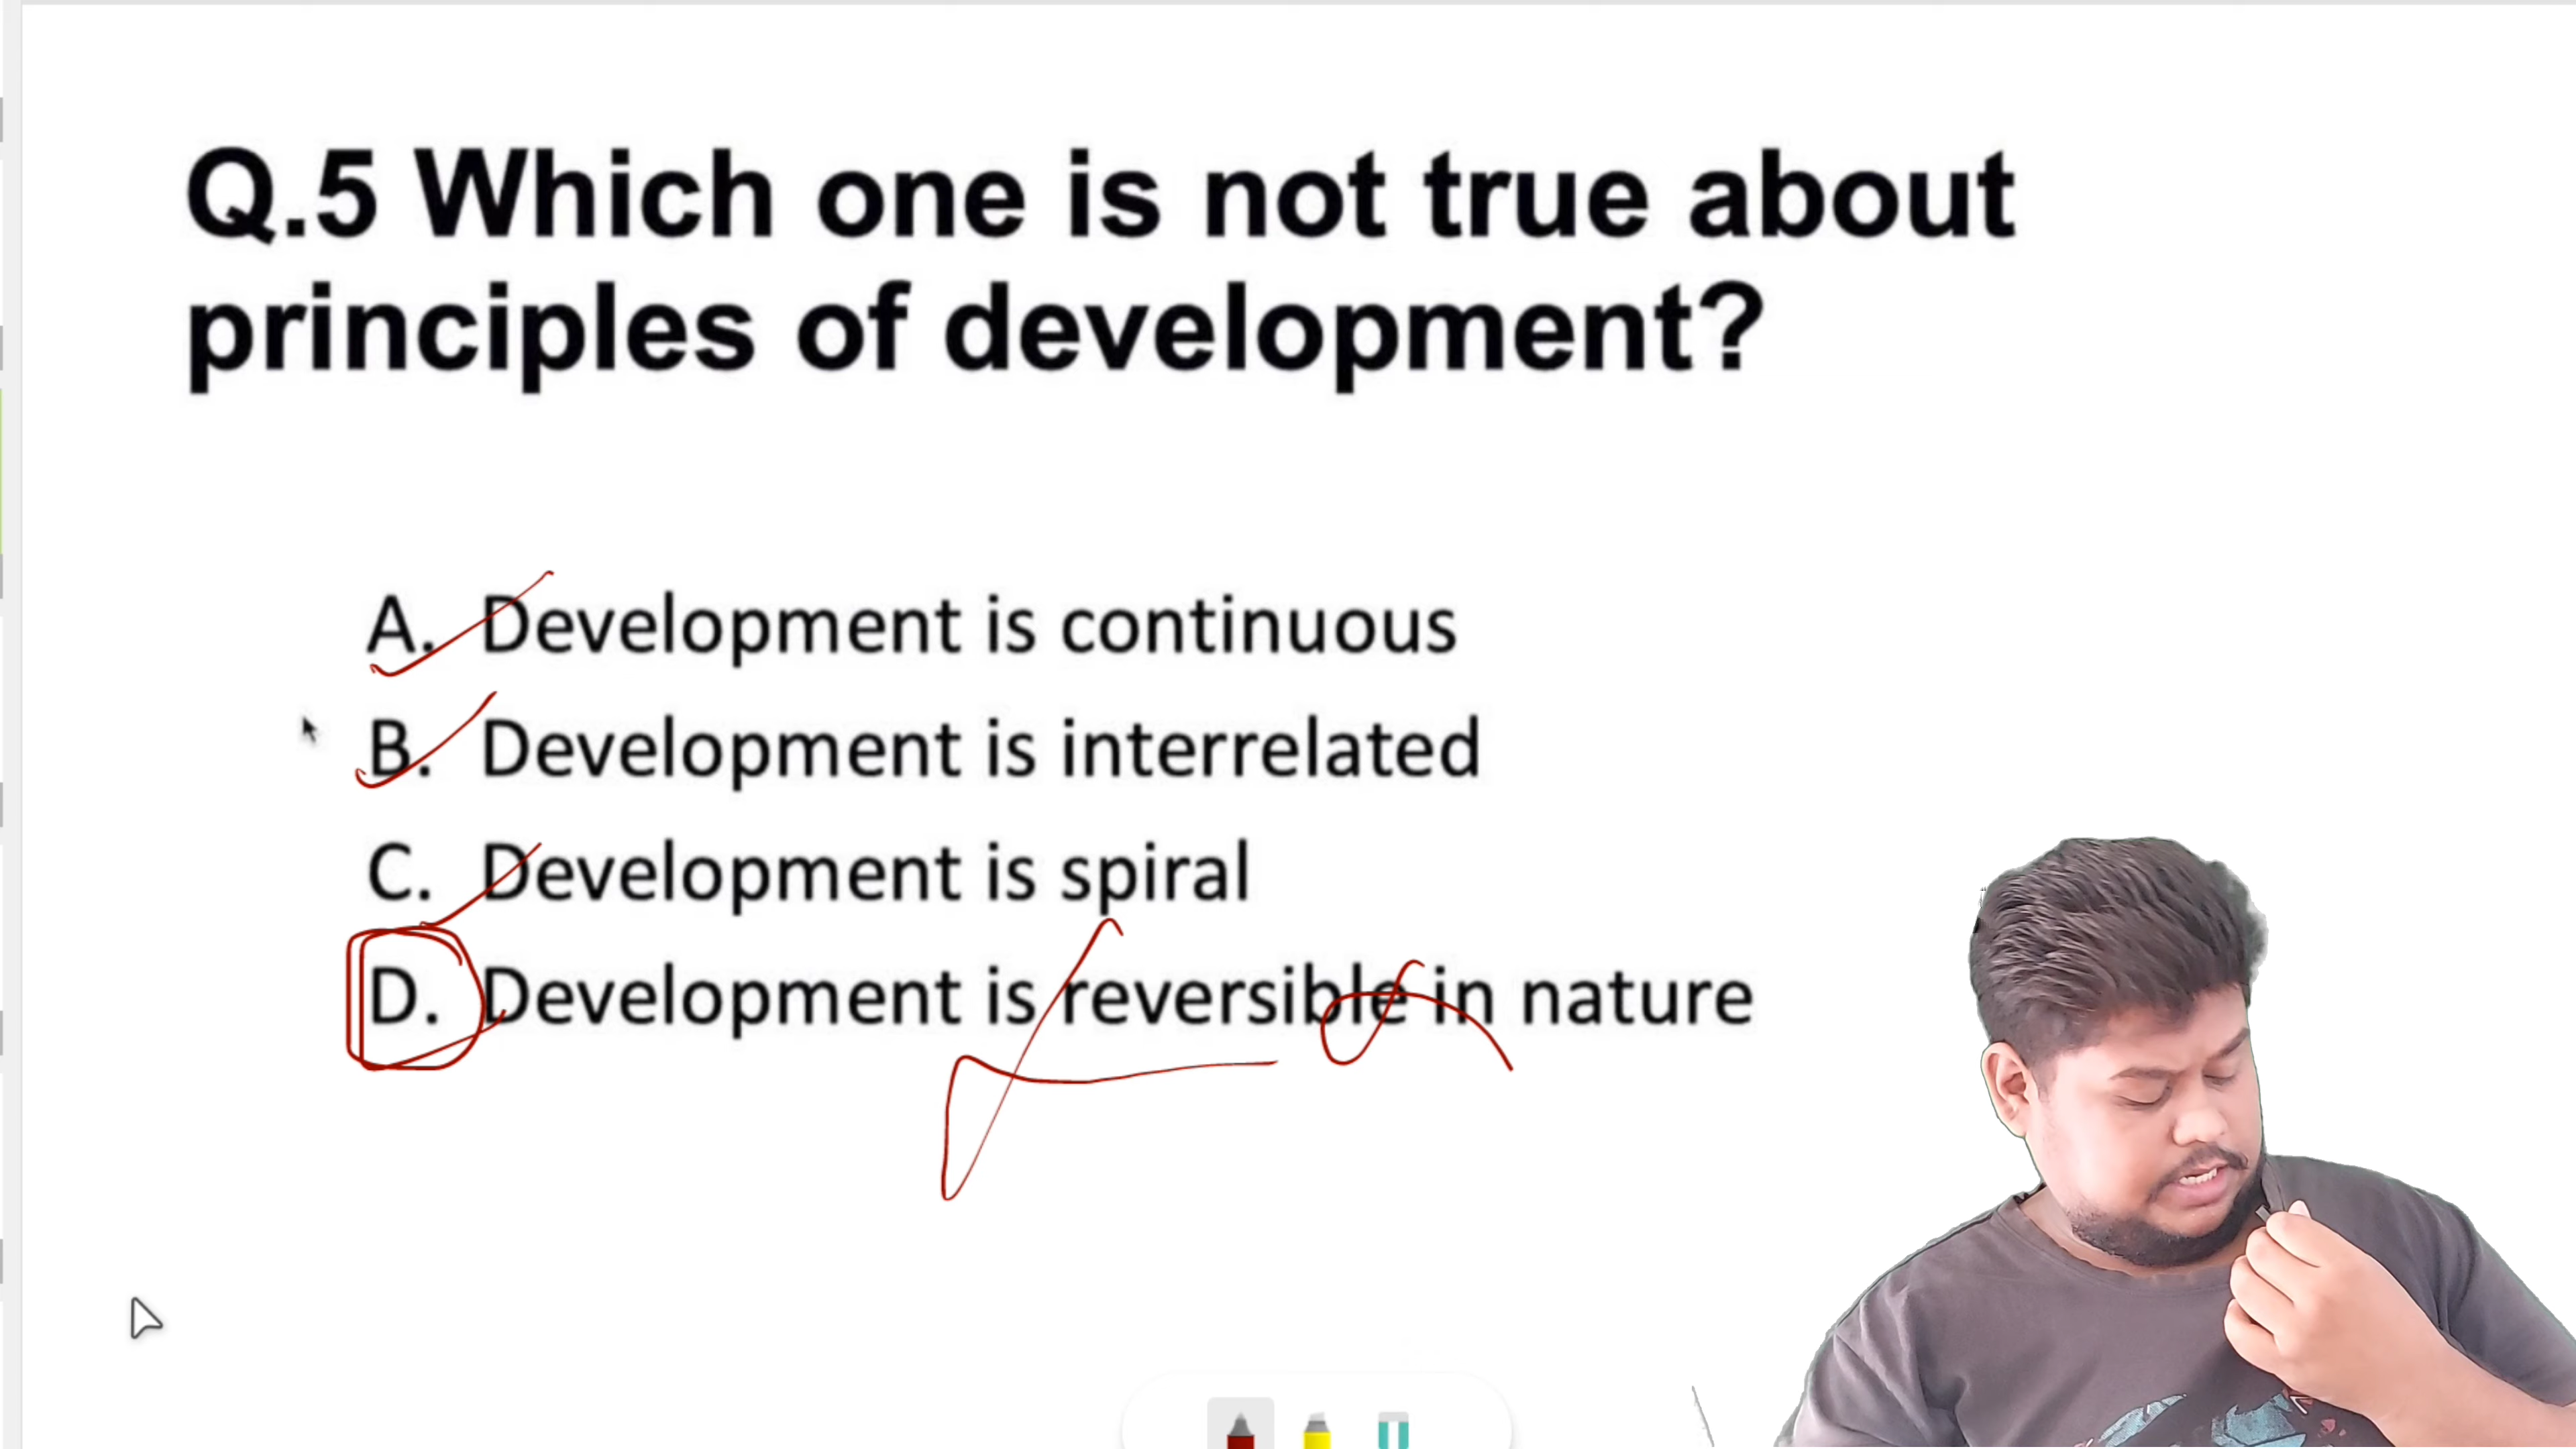 Q.5 Which one is not true about
principles of development?
A. Development is continuous
B. Development is interrelated
C. Development is spiral
D. Development is reversible in nature